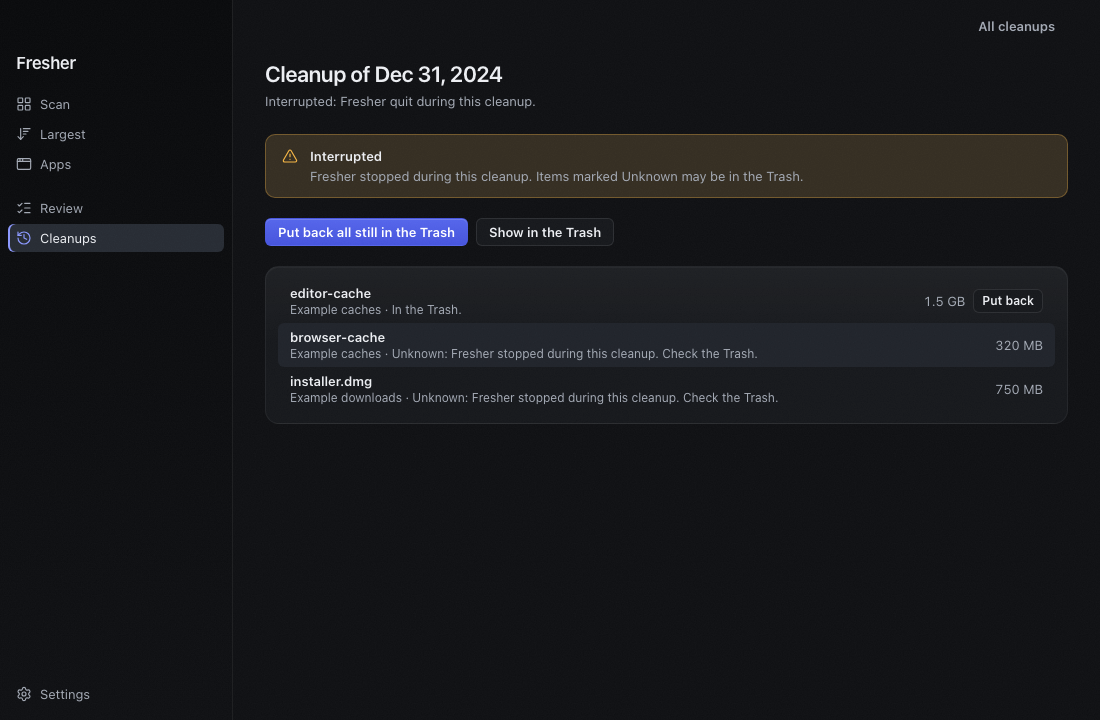 All cleanups
Fresher
Scan
Largest
Apps
Review
Cleanups
Settings
Cleanup of Dec 31, 2024
Interrupted: Fresher quit during this cleanup.
Interrupted
Fresher stopped during this cleanup. Items marked Unknown may be in the Trash.
Put back all still in the Trash
Show in the Trash
editor-cache
Example caches · In the Trash.
1.5 GB
Put back
browser-cache
Example caches · Unknown: Fresher stopped during this cleanup. Check the Trash.
320 MB
installer.dmg
Example downloads · Unknown: Fresher stopped during this cleanup. Check the Trash.
750 MB